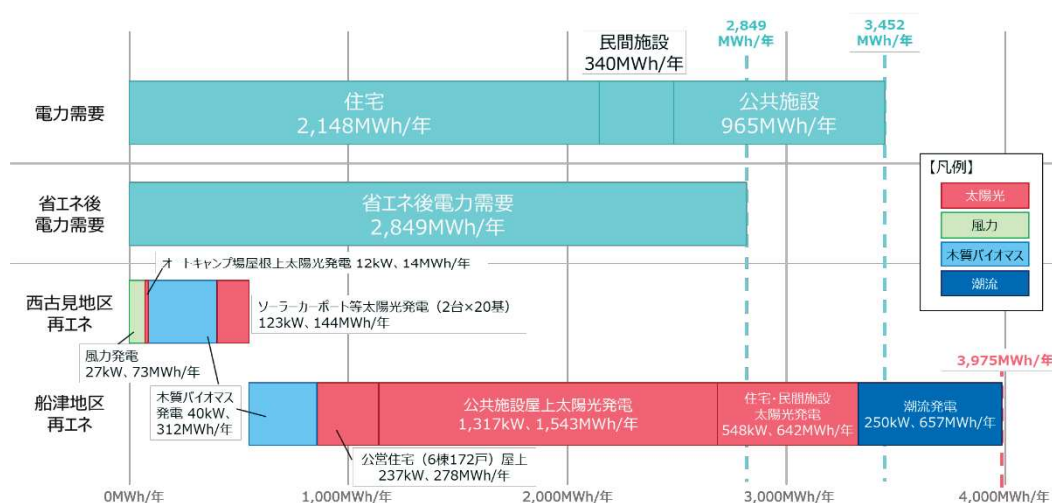 2,849
MWh/年
3,452
MWh/年
民間施設
340MWh/年
電力需要
住宅
2,148MWh/年
公共施設
965MWh/年
【凡例】
太陽光
風力
木質バイオマス
潮流
省エネ後
電力需要
省エネ後電力需要
2,849MWh/年
オートキャンプ場屋根上太陽光発電 12kW、14MWh/年
西古見地区
再エネ
ソーラーカーポート等太陽光発電（2台×20基）
123kW、144MWh/年
風力発電
27kW、73MWh/年
3,975MWh/年
船津地区
再エネ
木質バイオマス
発電 40kW、
312MWh/年
公共施設屋上太陽光発電
1,317kW、1,543MWh/年
住宅・民間施設
太陽光発電
548kW、642MWh/年
潮流発電
250kW、657MWh/年
公営住宅（6棟172戸）屋上
237kW、278MWh/年
0MWh/年
1,000MWh/年
2,000MWh/年
3,000MWh/年
4,000MWh/年